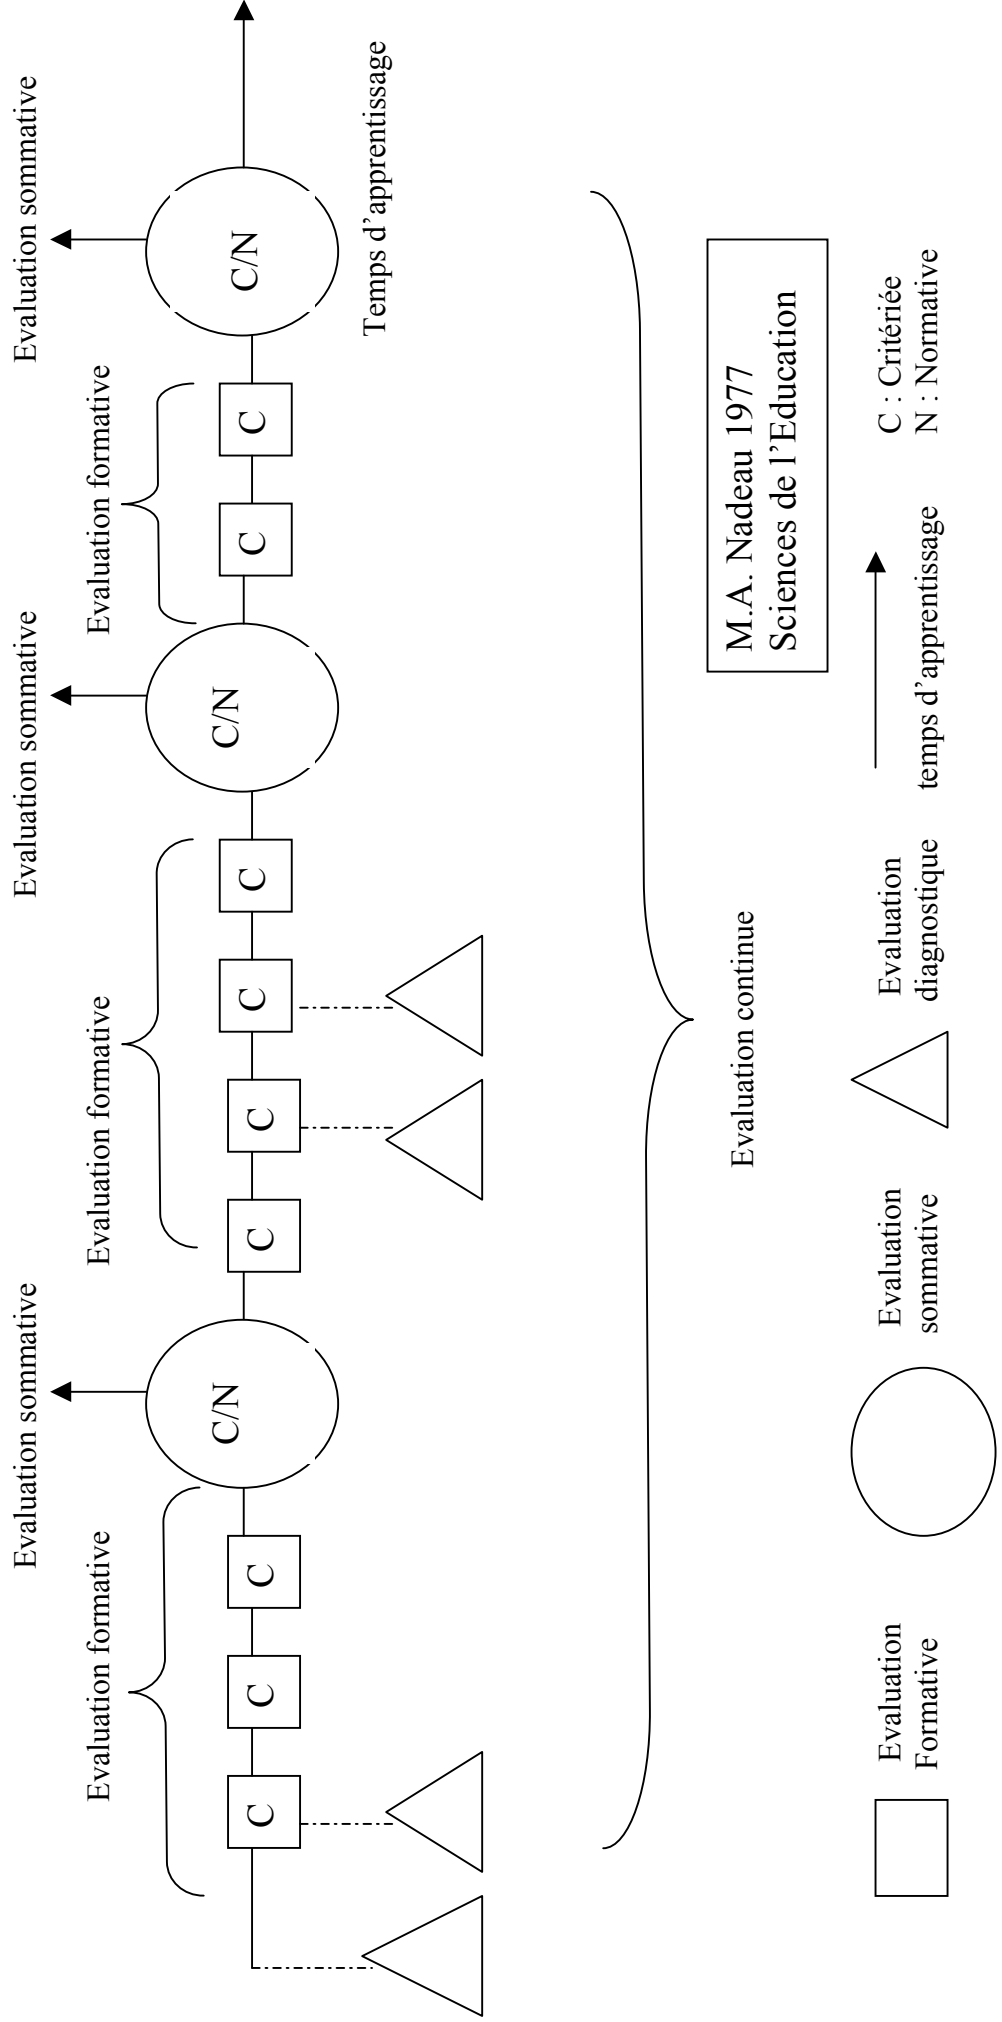 Evaluation sommative
Evaluation sommative
Evaluation sommative
Evaluation formative
Evaluation formative
Evaluation formative
C
C
C
C/N
C
C
C
C
C/N
C
C
C/N
Temps d'apprentissage
Evaluation continue
M.A. Nadeau 1977
Sciences de l'Education
Evaluation
Formative
Evaluation
sommative
Evaluation
diagnostique
temps d'apprentissage
C : Critériée
N : Normative